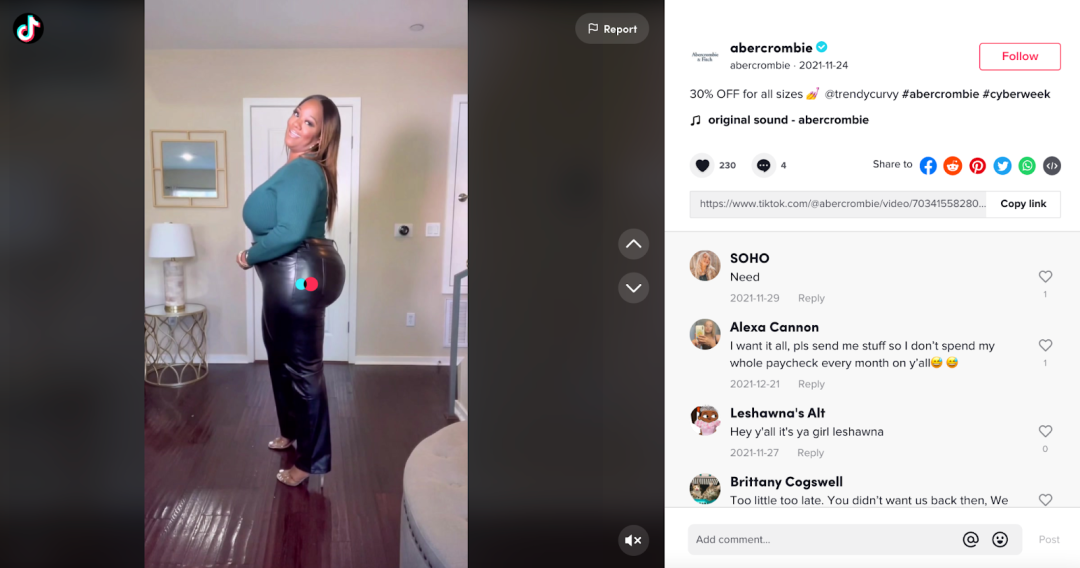 Report
abercrombie
abercrombie · 2021-11-24
Follow
30% OFF for all sizes 💅 @trendycurvy #abercrombie #cyberweek
♫ original sound - abercrombie
230
4
Share to
https://www.tiktok.com/@abercrombie/video/70341558280...
Copy link
SOHO
Need
2021-11-29 Reply
1
Alexa Cannon
I want it all, pls send me stuff so I don't spend my
whole paycheck every month on y'all😅 😅
2021-12-21 Reply
1
Leshawna's Alt
Hey y'all it's ya girl leshawna
2021-11-27 Reply
0
Brittany Cogswell
Too little too late. You didn't want us back then, We
Add comment...
@
Post